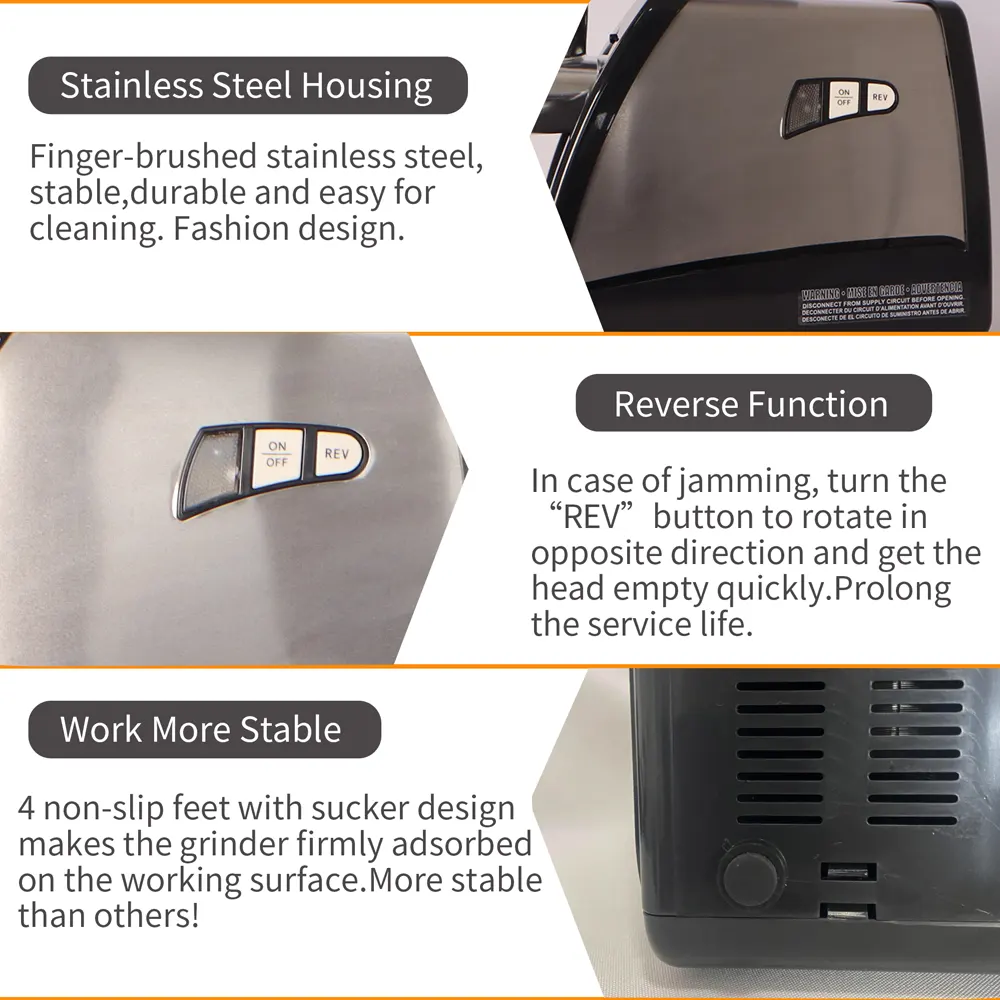 Stainless Steel Housing
Finger-brushed stainless steel,
stable,durable and easy for
cleaning. Fashion design.
ON
OFF
REV
WARNING • MISE EN GARDE • ADVERTENCIA
DISCONNECT FROM SUPPLY CIRCUIT BEFORE OPENING.
DECONNECTER DU CIRCUIT D'ALIMENTATION AVANT D'OUVRIR.
DESCONECTE DE EL CIRCUITO DE SUMINISTRO ANTES DE ABRIR.
ON
OFF
REV
Reverse Function
In case of jamming, turn the
“REV” button to rotate in
opposite direction and get the
head empty quickly.Prolong
the service life.
Work More Stable
4 non-slip feet with sucker design
makes the grinder firmly adsorbed
on the working surface.More stable
than others!